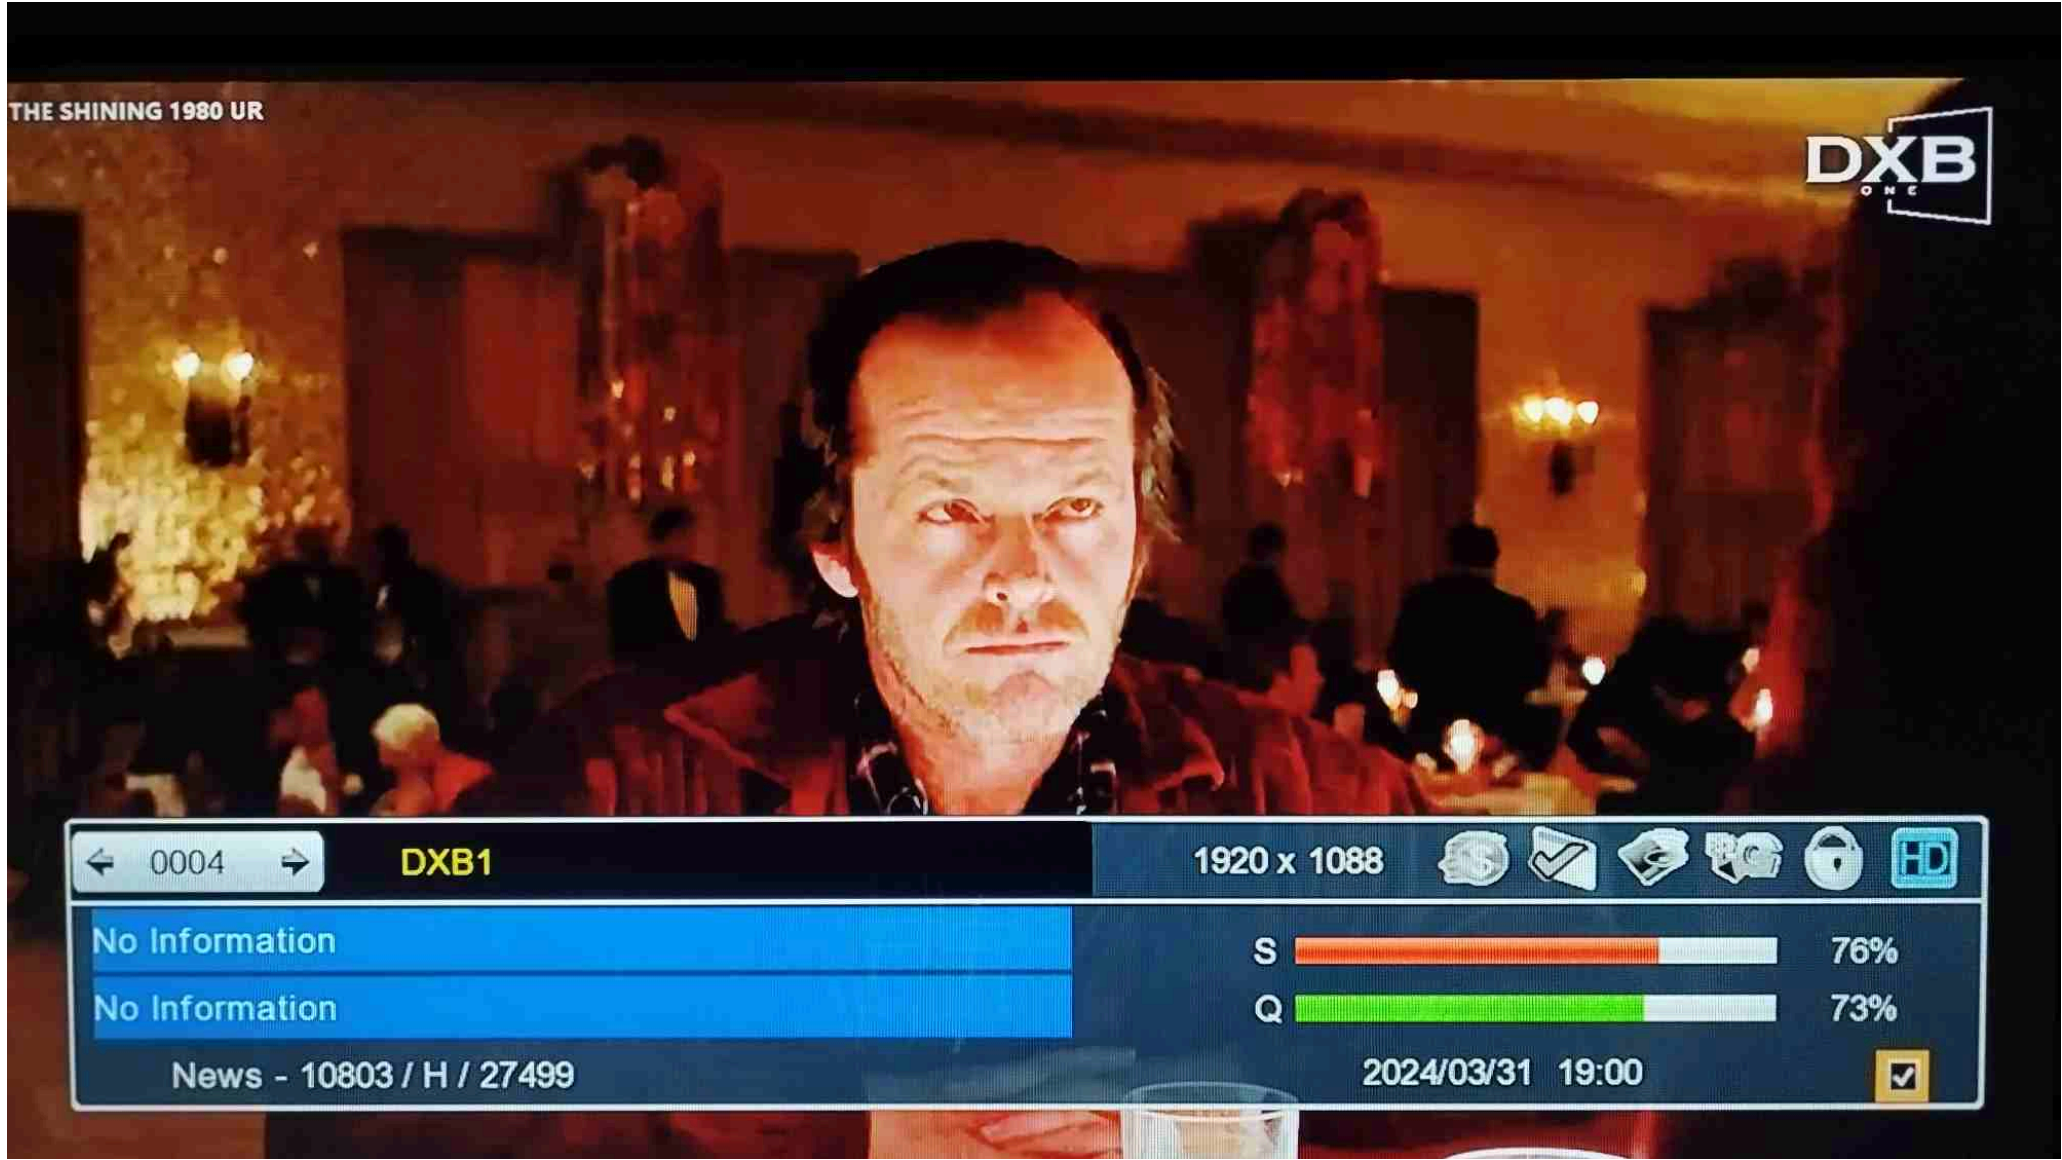 THE SHINING 1980 UR
DXB
ONE
0004 DXB1 1920 x 1088 HD
No Information
S 76%
No Information
Q 73%
News - 10803 / H / 27499 2024/03/31 19:00